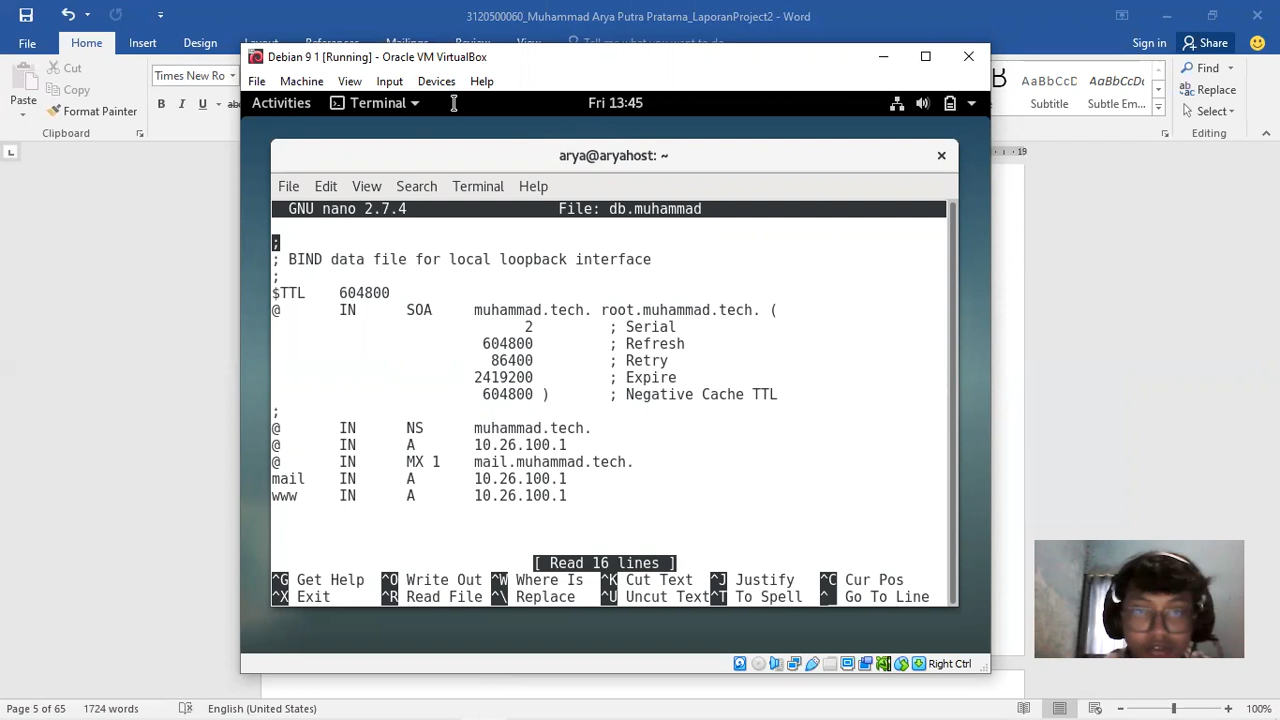 3120500060_Muhammad Arya Putra Pratama_LaporanProject2 - Word
File Home Insert Design
Sign in Share
Cut
Copy
Paste Format Painter
Clipboard
Times New Ro
B I U
AaBbCcD AaBbCcDo
Subtitle Subtle Em...
Find
Replace
Select
Editing
19
Debian 9 1 [Running] - Oracle VM VirtualBox
File Machine View Input Devices Help
Activities Terminal Fri 13:45
arya@aryahost: ~
File Edit View Search Terminal Help
GNU nano 2.7.4 File: db.muhammad
;
; BIND data file for local loopback interface
;
$TTL 604800
@ IN SOA muhammad.tech. root.muhammad.tech. (
2 ; Serial
604800 ; Refresh
86400 ; Retry
2419200 ; Expire
604800 ) ; Negative Cache TTL
;
@ IN NS muhammad.tech.
@ IN A 10.26.100.1
@ IN MX 1 mail.muhammad.tech.
mail IN A 10.26.100.1
www IN A 10.26.100.1
[ Read 16 lines ]
^G Get Help ^O Write Out ^W Where Is ^K Cut Text ^J Justify ^C Cur Pos
^X Exit ^R Read File ^\ Replace ^U Uncut Text ^T To Spell ^_ Go To Line
Right Ctrl
Page 5 of 65 1724 words English (United States) 100%